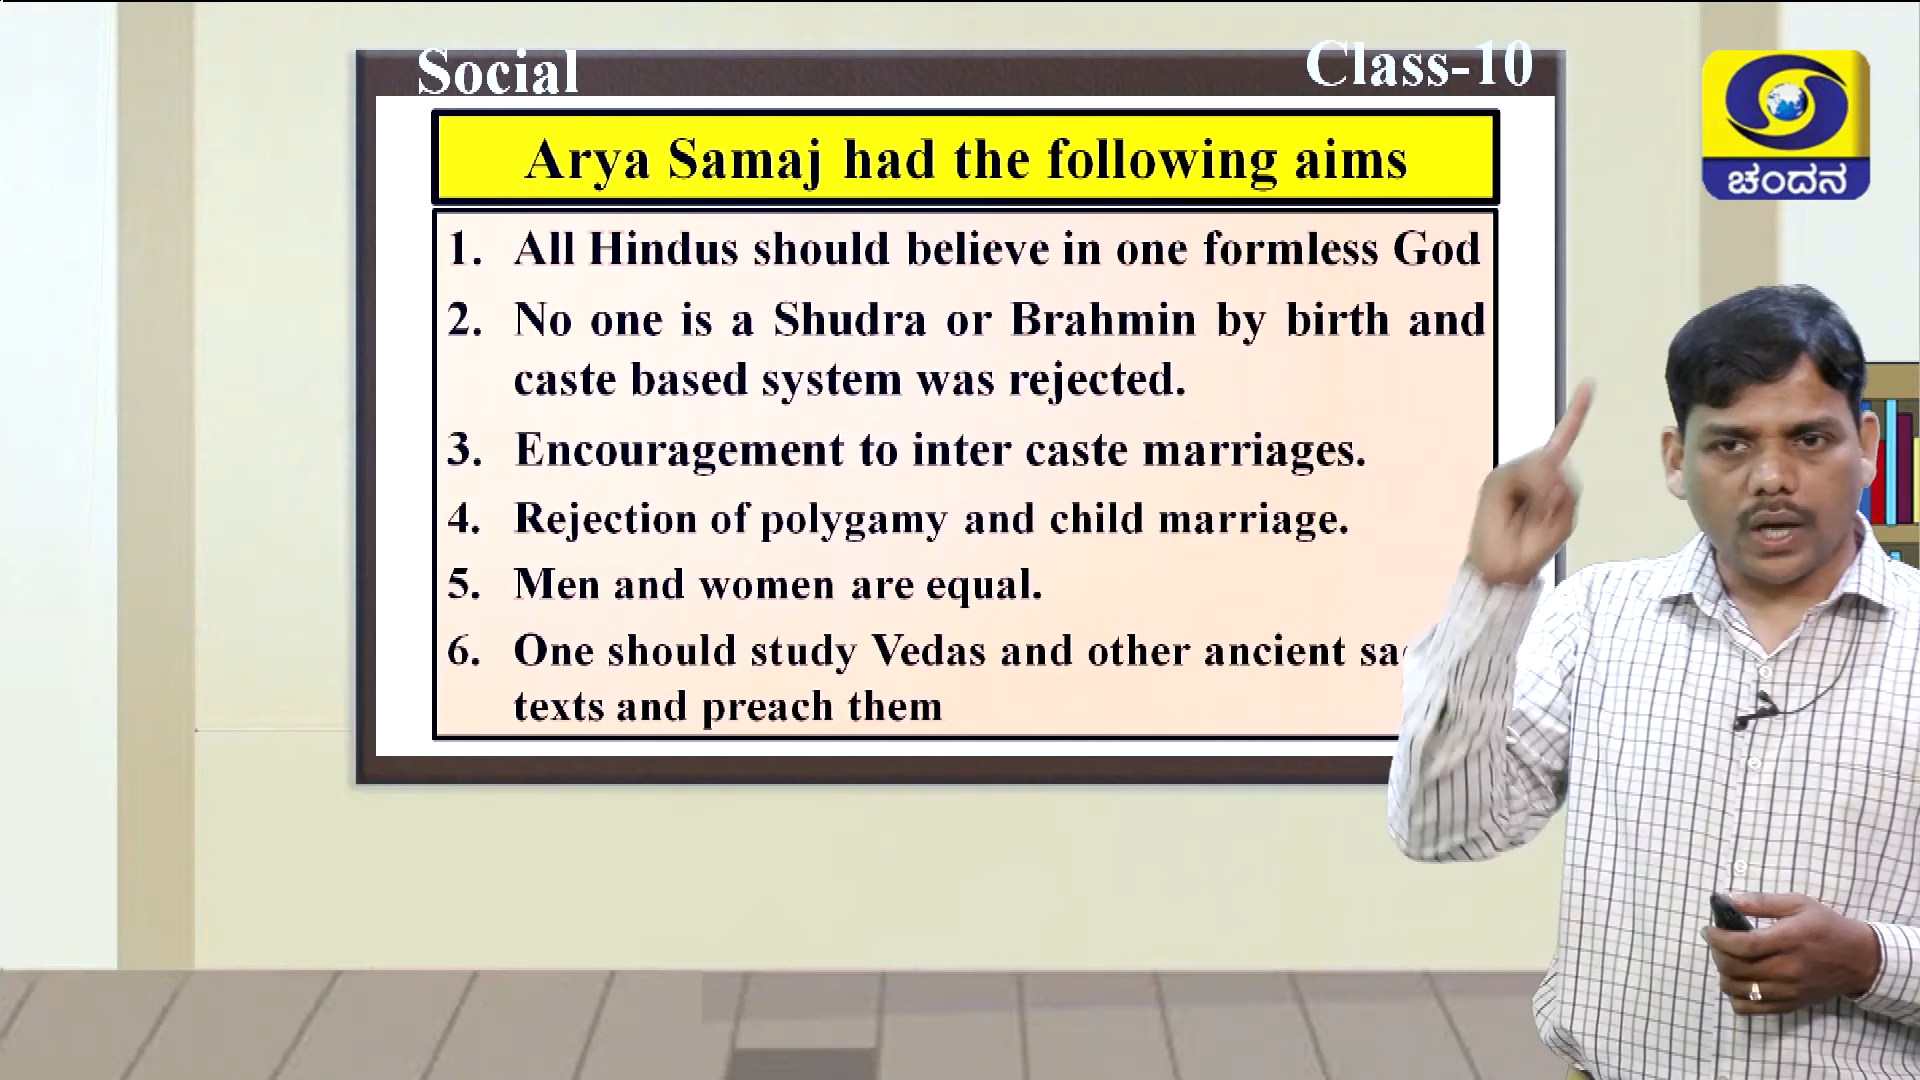 Social
Class-10
ಚಂದನ
Arya Samaj had the following aims
1. All Hindus should believe in one formless God
2. No one is a Shudra or Brahmin by birth and
caste based system was rejected.
3. Encouragement to inter caste marriages.
4. Rejection of polygamy and child marriage.
5. Men and women are equal.
6. One should study Vedas and other ancient
texts and preach them